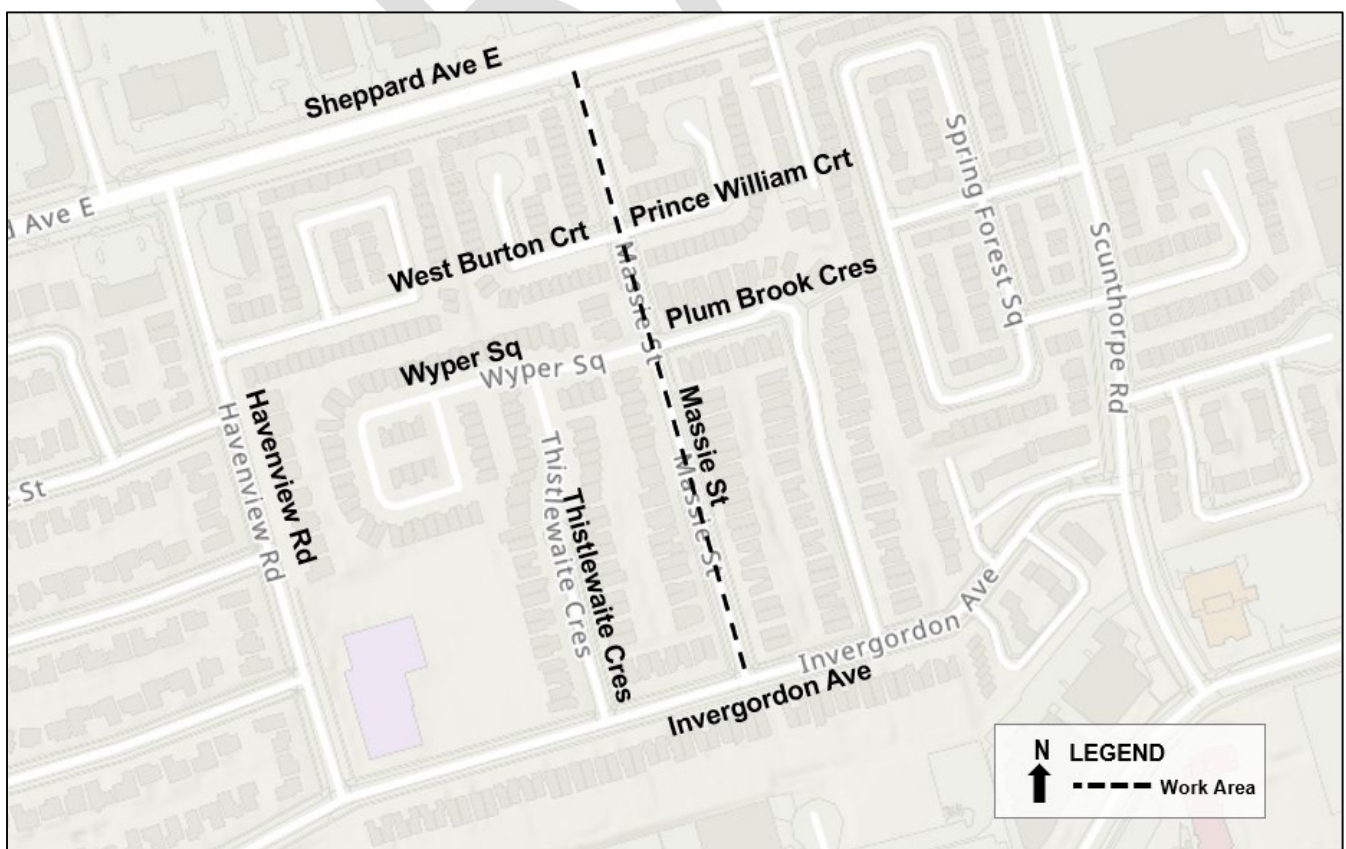 Sheppard Ave E
d Ave E
Prince William Crt
West Burton Crt
Massie St
Spring Forest Sq
Scunthorpe Rd
Plum Brook Cres
Wyper Sq
Wyper Sq
Massie St
Massie St
Havenview Rd
Havenview Rd
e St
Thistlewaite Cres
Thistlewaite Cres
Invergordon Ave
Invergordon Ave
N LEGEND
Work Area